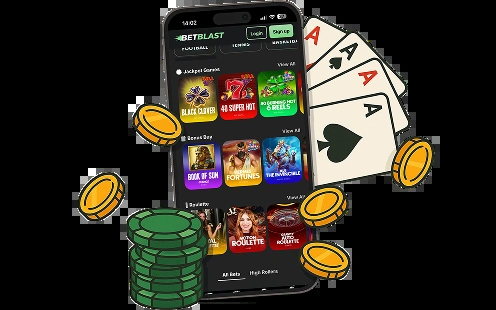 14:02
BETBLAST
Login
Sign up
FOOTBALL
TENNIS
BASKETBALL
Jackpot Games
View All
BLACK CLOVER
40 SUPER HOT
20 BURNING HOT
6 REELS
Bonus Buy
View All
BOOK OF SUN
FORTUNES
THE INVINCIBLE
Roulette
View All
ROULETTE
AUTO
ROULETTE
All Bets
High Rollers
A
A
A
A